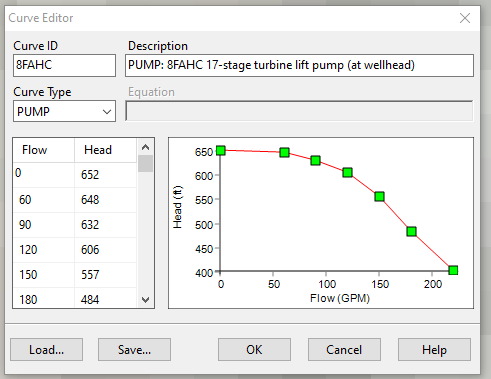 Curve Editor
Curve ID Description
8FAHC PUMP: 8FAHC 17-stage turbine lift pump (at wellhead)
Curve Type Equation
PUMP
Flow Head
0 652
60 648
90 632
120 606
150 557
180 484
Head (ft)
650
600
550
500
450
400
0 50 100 150 200
Flow (GPM)
Load... Save... OK Cancel Help